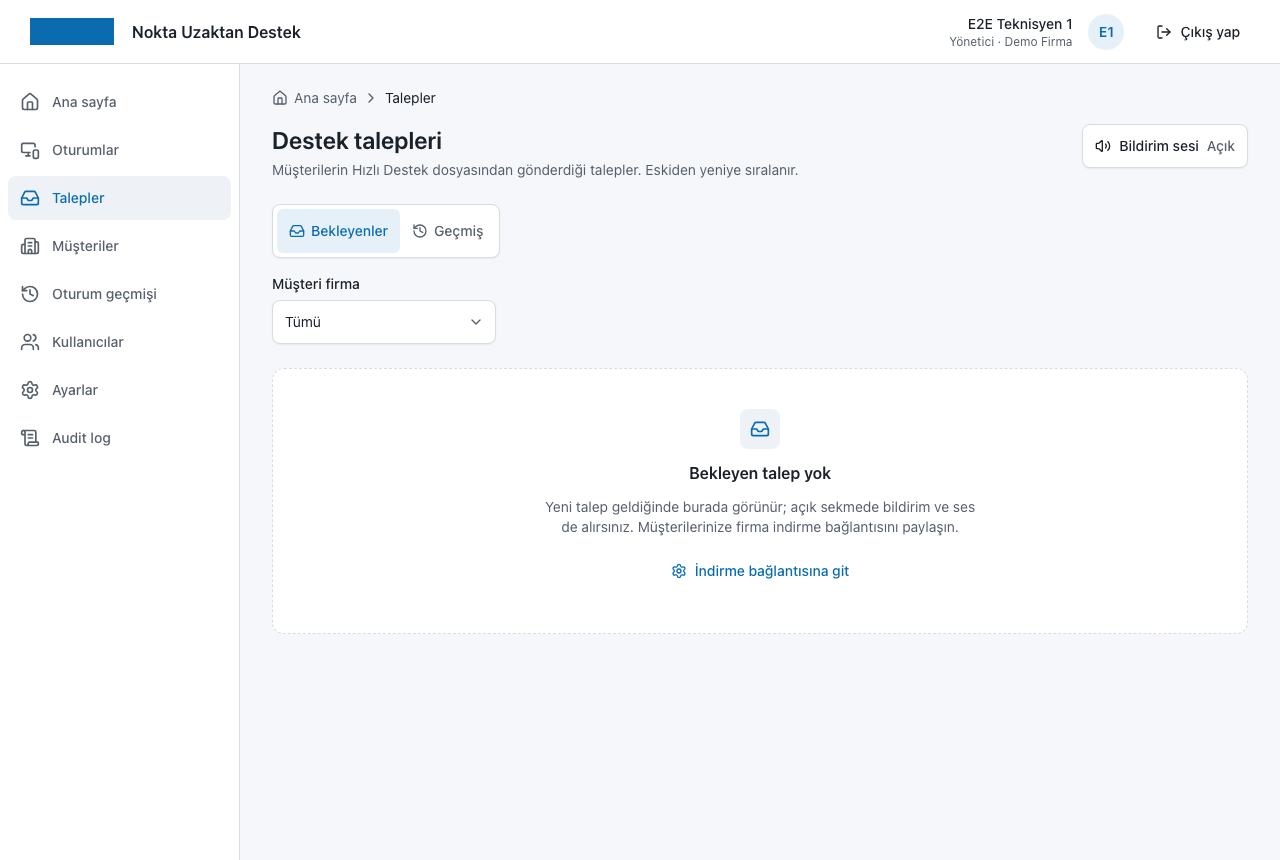 Nokta Uzaktan Destek
E2E Teknisyen 1
Yönetici · Demo Firma
E1
Çıkış yap
Ana sayfa
Oturumlar
Talepler
Müşteriler
Oturum geçmişi
Kullanıcılar
Ayarlar
Audit log
Ana sayfa
Talepler
Destek talepleri
Müşterilerin Hızlı Destek dosyasından gönderdiği talepler. Eskiden yeniye sıralanır.
Bildirim sesi Açık
Bekleyenler
Geçmiş
Müşteri firma
Tümü
Bekleyen talep yok
Yeni talep geldiğinde burada görünür; açık sekmede bildirim ve ses
de alırsınız. Müşterilerinize firma indirme bağlantısını paylaşın.
İndirme bağlantısına git